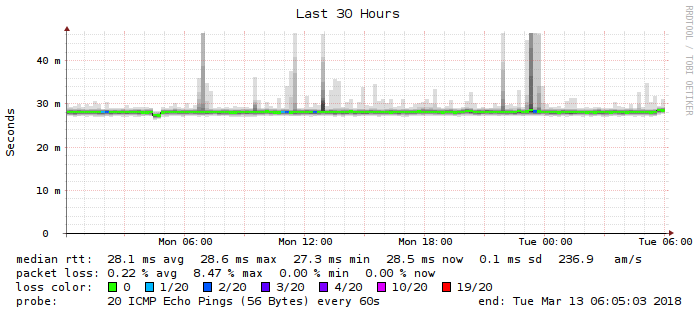 Last 30 Hours
RRDTOOL / TOBI OETIKER
Seconds
40 m
30 m
20 m
10 m
0
Mon 06:00 Mon 12:00 Mon 18:00 Tue 00:00 Tue 06:00
median rtt: 28.1 ms avg 28.6 ms max 27.3 ms min 28.5 ms now 0.1 ms sd 236.9 am/s
packet loss: 0.22 % avg 8.47 % max 0.00 % min 0.00 % now
loss color: 0 1/20 2/20 3/20 4/20 10/20 19/20
probe: 20 ICMP Echo Pings (56 Bytes) every 60s end: Tue Mar 13 06:05:03 2018